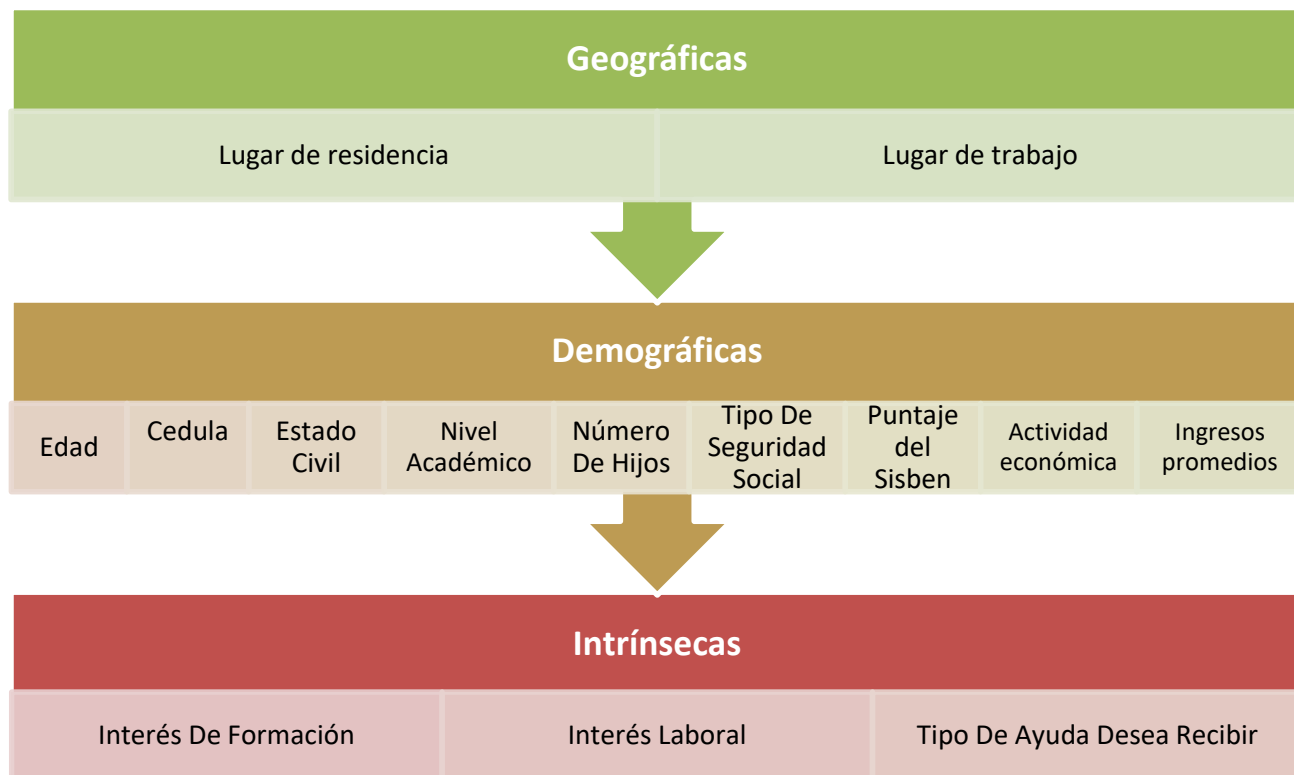 Geográficas
Lugar de residencia
Lugar de trabajo
Demográficas
Edad
Cedula
Estado
Civil
Nivel
Académico
Número
De Hijos
Tipo De
Seguridad
Social
Puntaje
del
Sisben
Actividad
económica
Ingresos
promedios
Intrínsecas
Interés De Formación
Interés Laboral
Tipo De Ayuda Desea Recibir